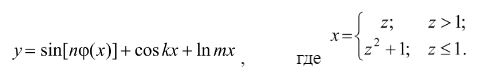 y = sin[nφ(x)] + cos kx + ln mx , где x = { z; z > 1;
z² + 1; z ≤ 1.